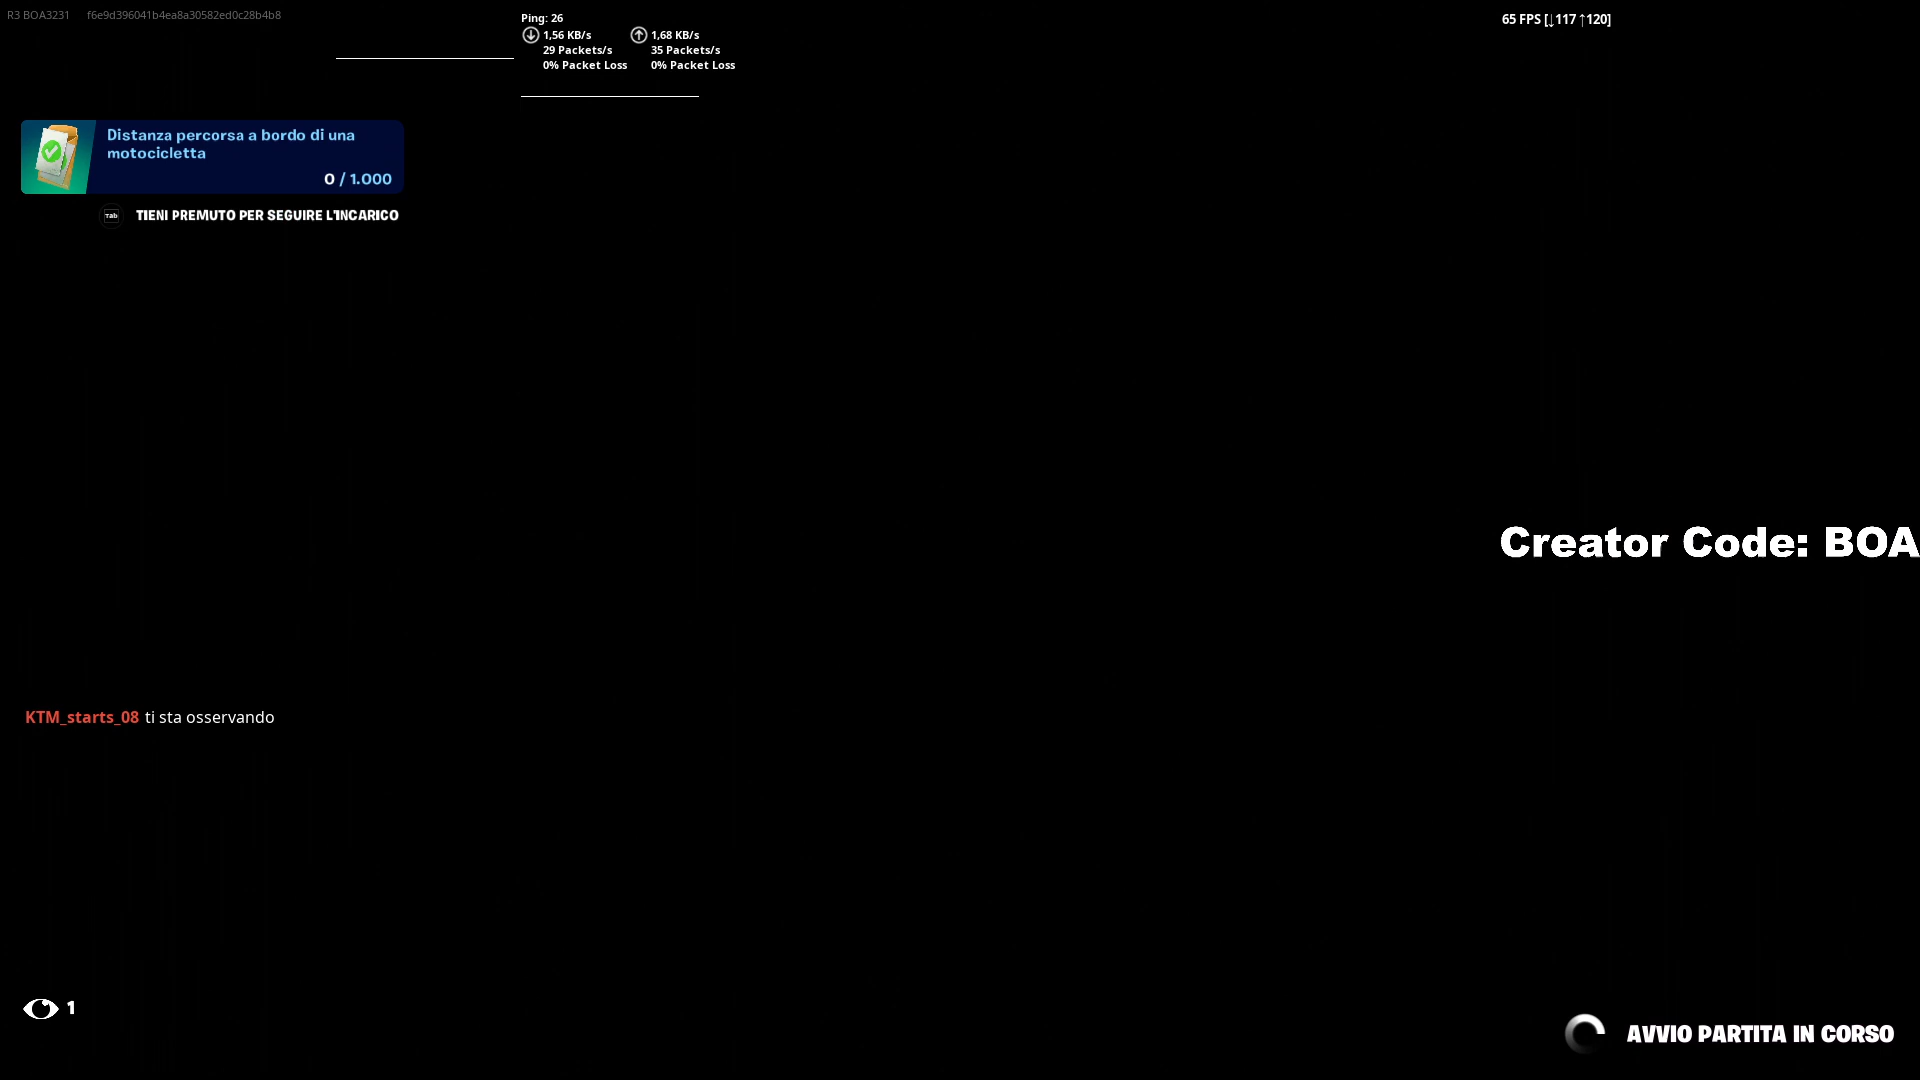 R3 BOA3231 f6e9d396041b4ea8a30582ed0c28b4b8
Ping: 26
1,56 KB/s 1,68 KB/s
29 Packets/s 35 Packets/s
0% Packet Loss 0% Packet Loss
65 FPS [↓117 ↑120]
Distanza percorsa a bordo di una
motocicletta
0 / 1.000
Tab TIENI PREMUTO PER SEGUIRE L'INCARICO
Creator Code: BOA
KTM_starts_08 ti sta osservando
1
AVVIO PARTITA IN CORSO